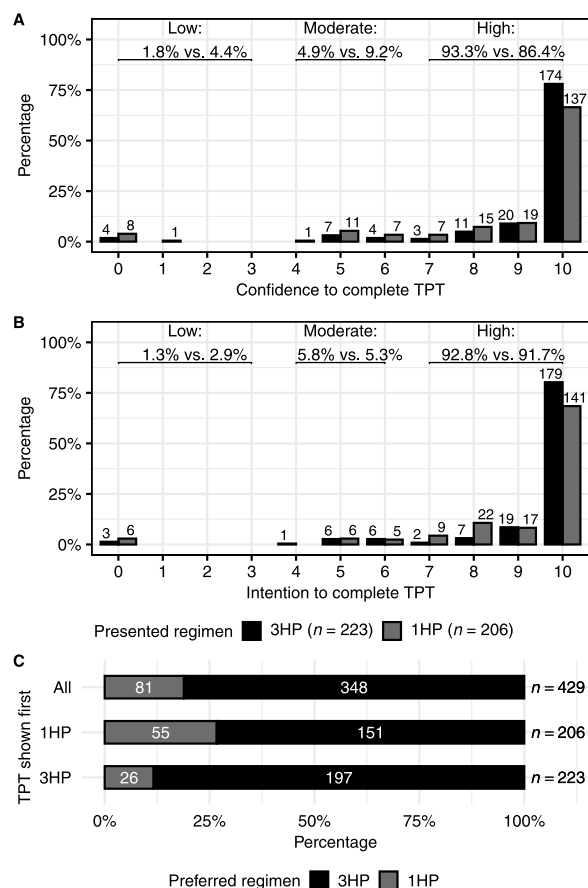 A
Low: Moderate: High:
1.8% vs. 4.4% 4.9% vs. 9.2% 93.3% vs. 86.4%
100%
75%
50%
25%
0%
Percentage
4 8 1 1 7 11 4 7 3 7 11 15 20 19 174 137
0 1 2 3 4 5 6 7 8 9 10
Confidence to complete TPT
B
Low: Moderate: High:
1.3% vs. 2.9% 5.8% vs. 5.3% 92.8% vs. 91.7%
100%
75%
50%
25%
0%
Percentage
3 6 1 6 6 6 5 2 9 7 22 19 17 179 141
0 1 2 3 4 5 6 7 8 9 10
Intention to complete TPT
Presented regimen 3HP (n = 223) 1HP (n = 206)
C
TPT shown first
All 81 348 n = 429
1HP 55 151 n = 206
3HP 26 197 n = 223
0% 25% 50% 75% 100%
Percentage
Preferred regimen 3HP 1HP